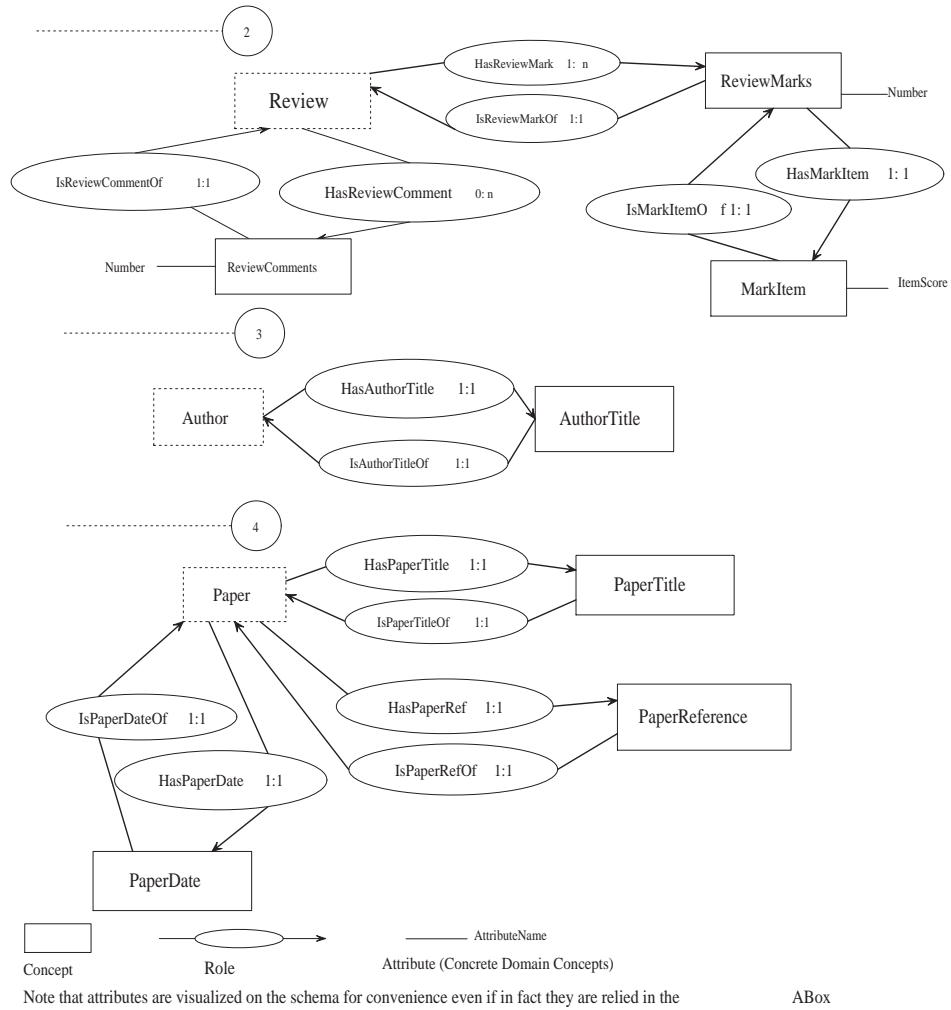 2
HasReviewMark 1: n
Review
ReviewMarks
Number
IsReviewMarkOf 1:1
IsReviewCommentOf 1:1
HasReviewComment 0: n
HasMarkItem 1: 1
IsMarkItemO f 1: 1
Number
ReviewComments
MarkItem
ItemScore
3
HasAuthorTitle 1:1
Author
AuthorTitle
IsAuthorTitleOf 1:1
4
HasPaperTitle 1:1
Paper
PaperTitle
IsPaperTitleOf 1:1
HasPaperRef 1:1
PaperReference
IsPaperDateOf 1:1
IsPaperRefOf 1:1
HasPaperDate 1:1
PaperDate
AttributeName
Concept
Role
Attribute (Concrete Domain Concepts)
Note that attributes are visualized on the schema for convenience even if in fact they are relied in the ABox